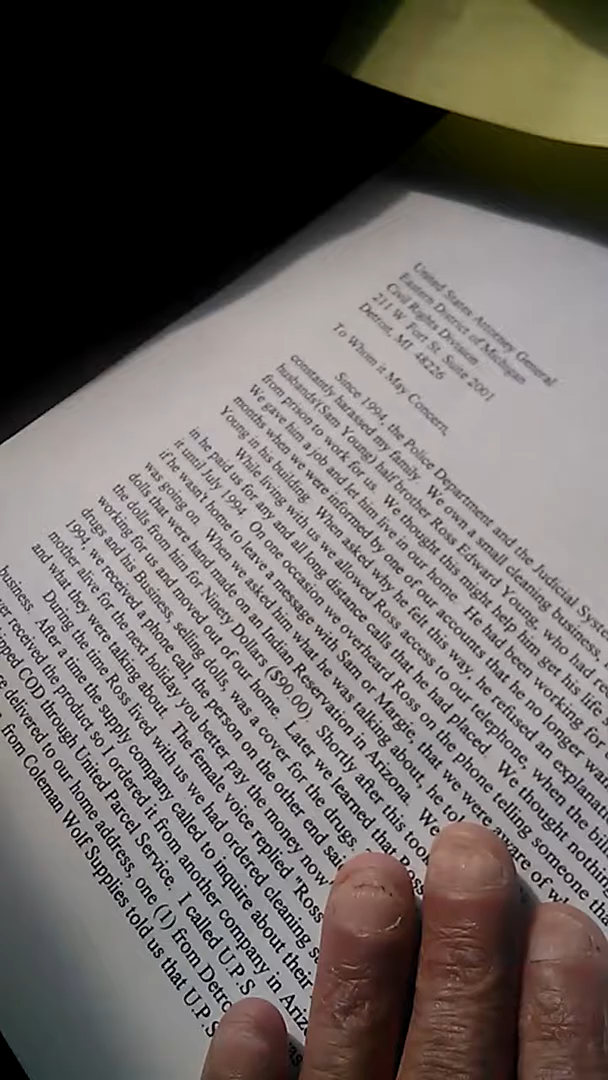 United States Attorney General
Eastern District of Michigan
Civil Rights Division
211 W. Fort St. Suite 2001
Detroit, MI. 48226
To Whom it May Concern,
Since 1994, the Police Department and the Judicial Syst
constantly harassed my family. We own a small cleaning business,
husbands(Sam Young) half brother Ross Edward Young, who had re
from prison to work for us. We thought this might help him get his life
We gave him a job and let him live in our home. He had been working for
months when we were informed by one of our accounts that he no longer wa
Young in his building. When asked why he felt this way, he refused an explanat
While living with us we allowed Ross access to our telephone, when the bil
in he paid us for any and all long distance calls that he had placed. We thought nothi
it until July 1994. On one occasion we overheard Ross on the phone telling someone tha
if he wasn't home to leave a message with Sam or Margie, that we were aware of w
was going on. When we asked him what he was talking about, he tol
dolls that were hand made on an Indian Reservation in Arizona. We
the dolls from him for Ninety Dollars ($90.00). Shortly after this
working for us and moved out of our home. Later we learned that Ross
drugs and his Business, selling dolls, was a cover for the drugs.
1994, we received a phone call, the person on the other end sai
mother alive for the next holiday you better pay the money now"
and what they were talking about. The female voice replied 'Ross
During the time Ross lived with us we had ordered cleaning s
business. After a time the supply company called to inquire about their
ver received the product so I ordered it from another company in Ariz
ipped COD through United Parcel Service. I called U.P.S
re delivered to our home address, one (1) from Detro
from Coleman Wolf Supplies told us that U.P.S